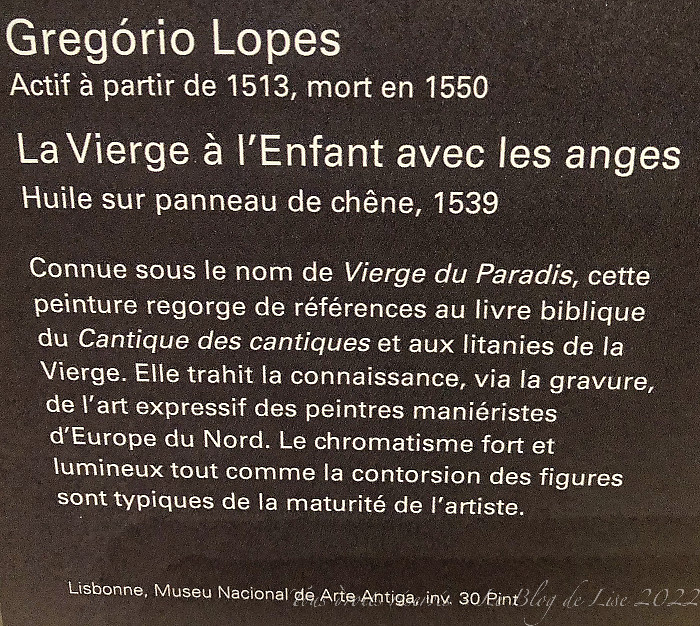 Gregório Lopes
Actif à partir de 1513, mort en 1550
La Vierge à l'Enfant avec les anges
Huile sur panneau de chêne, 1539
Connue sous le nom de Vierge du Paradis, cette
peinture regorge de références au livre biblique
du Cantique des cantiques et aux litanies de la
Vierge. Elle trahit la connaissance, via la gravure,
de l'art expressif des peintres maniéristes
d'Europe du Nord. Le chromatisme fort et
lumineux tout comme la contorsion des figures
sont typiques de la maturité de l'artiste.
Lisbonne, Museu Nacional de Arte Antiga, inv. 30 Pint
Blog de Lise 2022